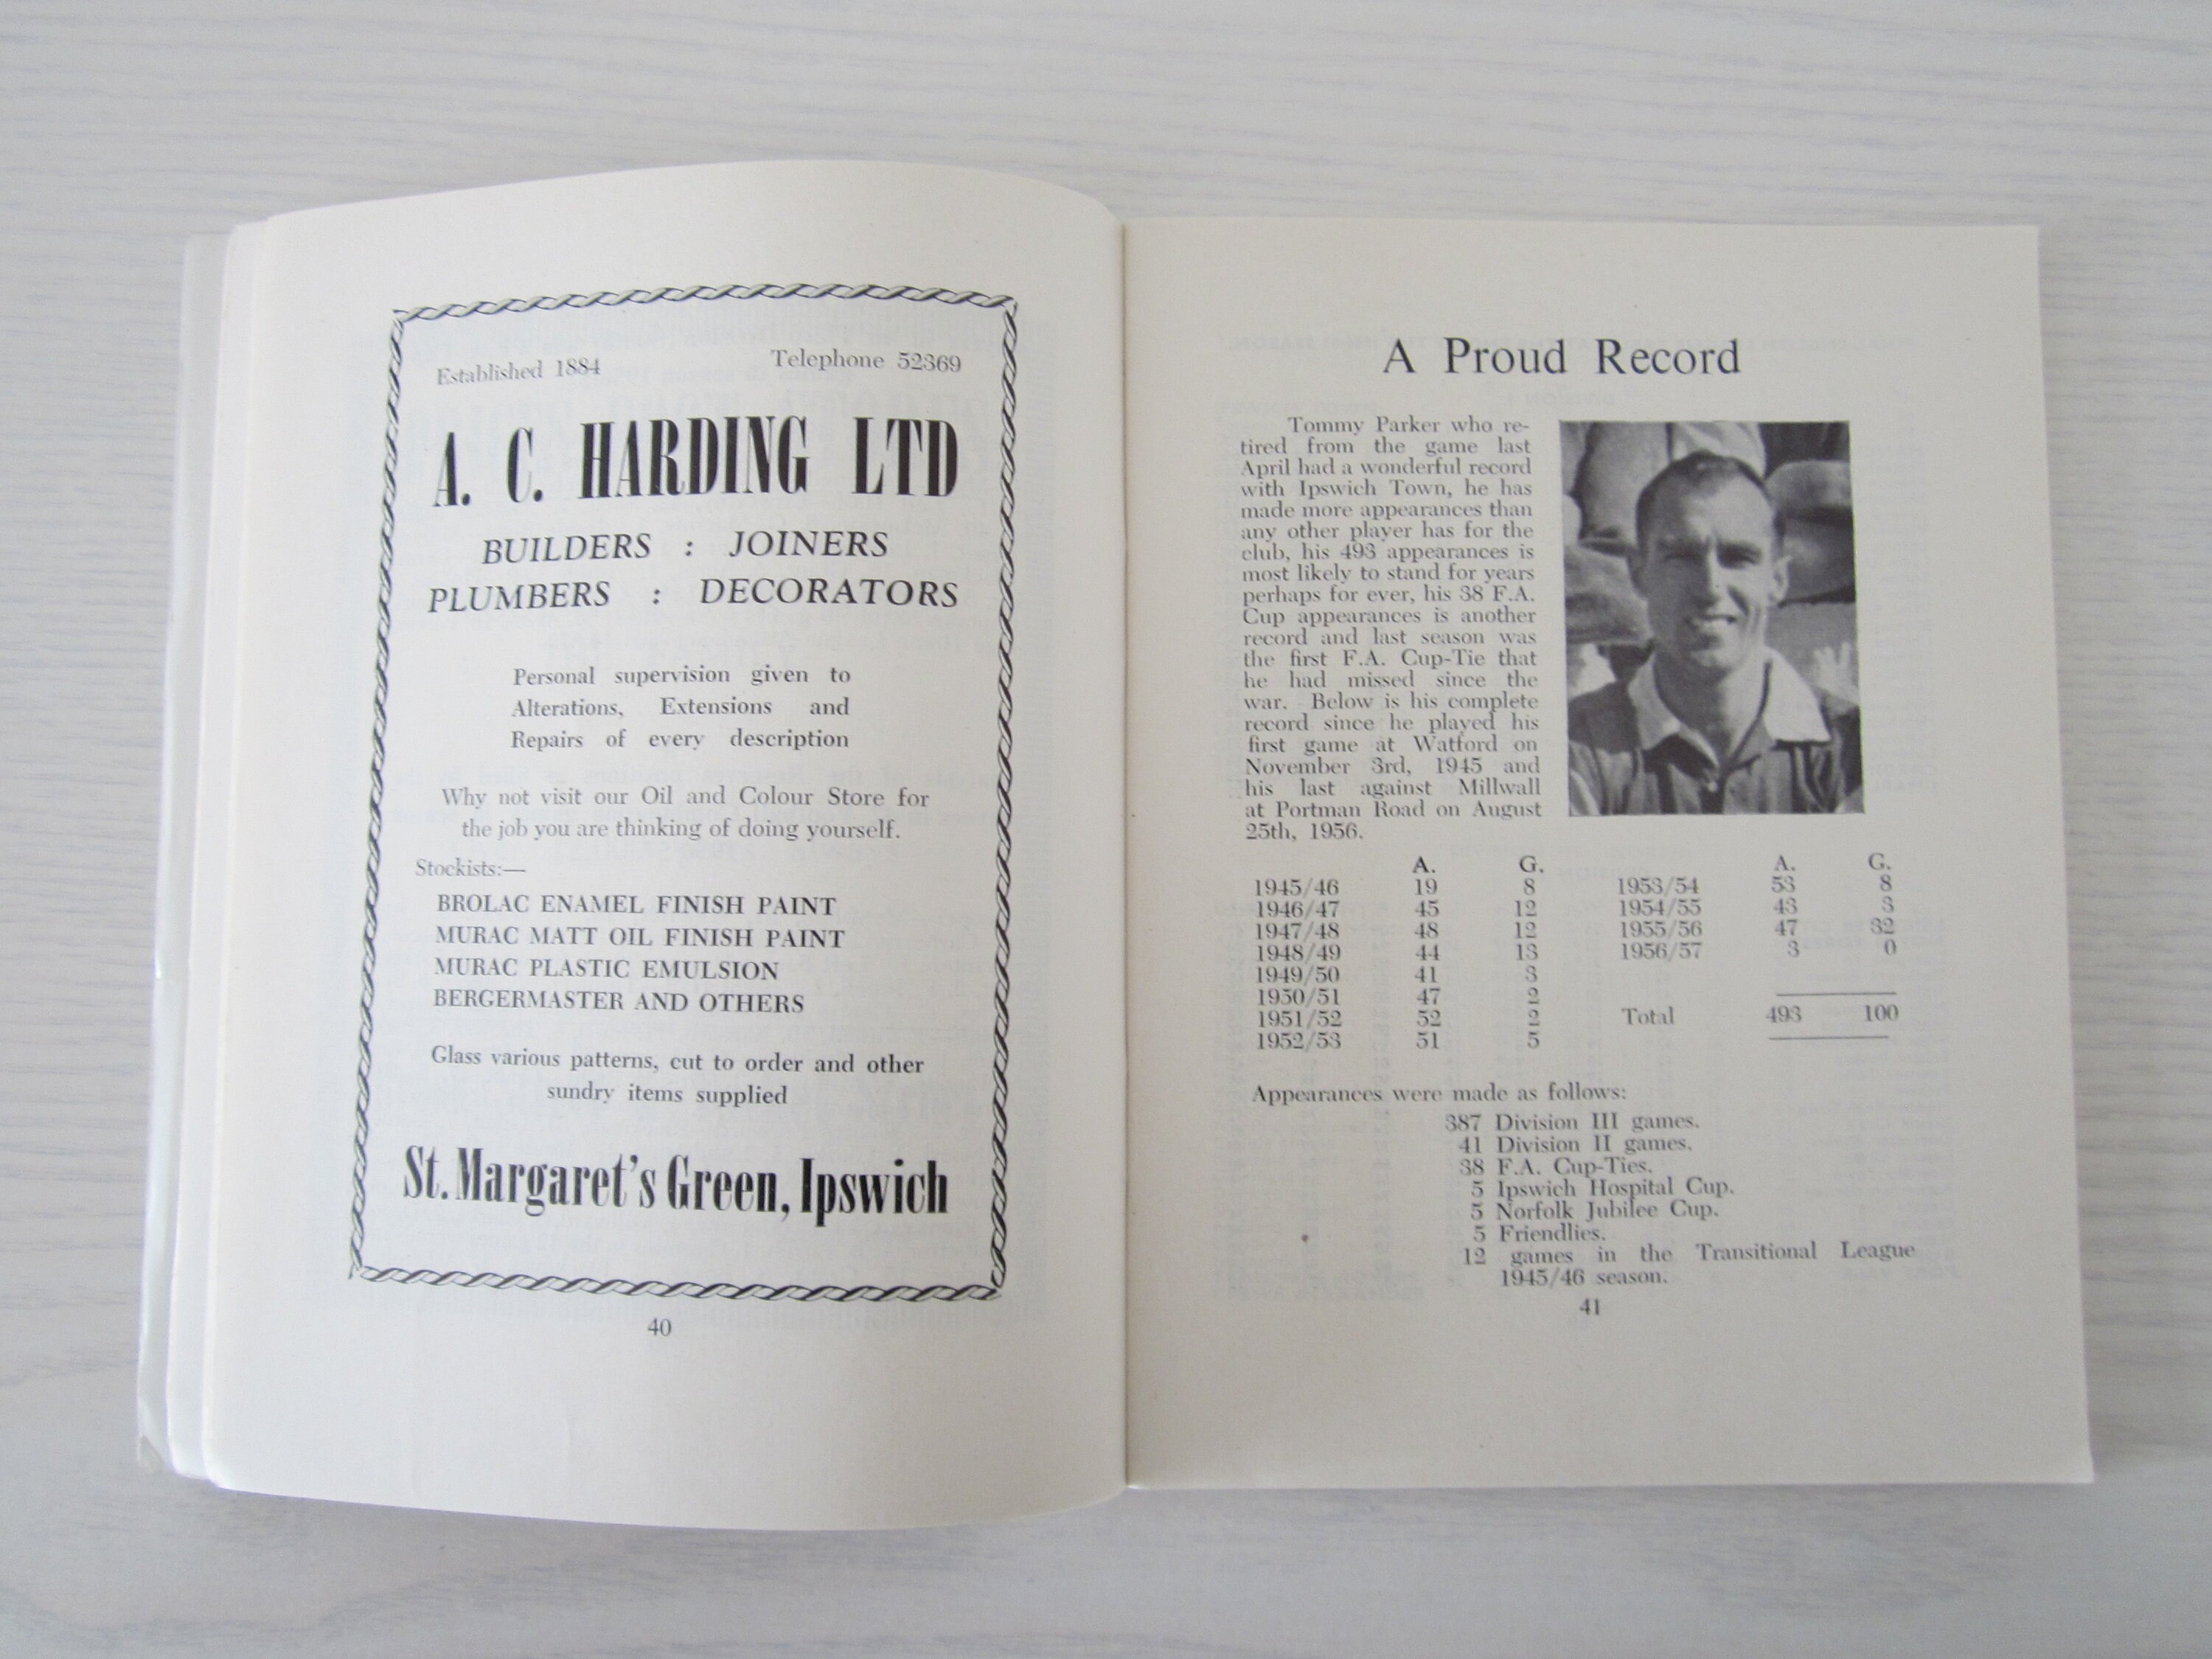 Established 1884 Telephone 52369
A. C. HARDING LTD
BUILDERS : JOINERS
PLUMBERS : DECORATORS
Personal supervision given to
Alterations, Extensions and
Repairs of every description
Why not visit our Oil and Colour Store for
the job you are thinking of doing yourself.
Stockists:—
BROLAC ENAMEL FINISH PAINT
MURAC MATT OIL FINISH PAINT
MURAC PLASTIC EMULSION
BERGERMASTER AND OTHERS
Glass various patterns, cut to order and other
sundry items supplied
St. Margaret's Green, Ipswich
40
A Proud Record
Tommy Parker who re-
tired from the game last
April had a wonderful record
with Ipswich Town, he has
made more appearances than
any other player has for the
club, his 493 appearances is
most likely to stand for years
perhaps for ever, his 38 F.A.
Cup appearances is another
record and last season was
the first F.A. Cup-Tie that
he had missed since the
war. Below is his complete
record since he played his
first game at Watford on
November 3rd, 1945 and
his last against Millwall
at Portman Road on August
25th, 1956.
A. G. A. G.
1945/46 19 8 1953/54 53 8
1946/47 45 12 1954/55 43 3
1947/48 48 12 1955/56 47 32
1948/49 44 13 1956/57 3 0
1949/50 41 3
1950/51 47 2
1951/52 52 2 Total 493 100
1952/53 51 5
Appearances were made as follows:
387 Division III games.
41 Division II games.
38 F.A. Cup-Ties.
5 Ipswich Hospital Cup.
5 Norfolk Jubilee Cup.
5 Friendlies.
12 games in the Transitional League
1945/46 season.
41